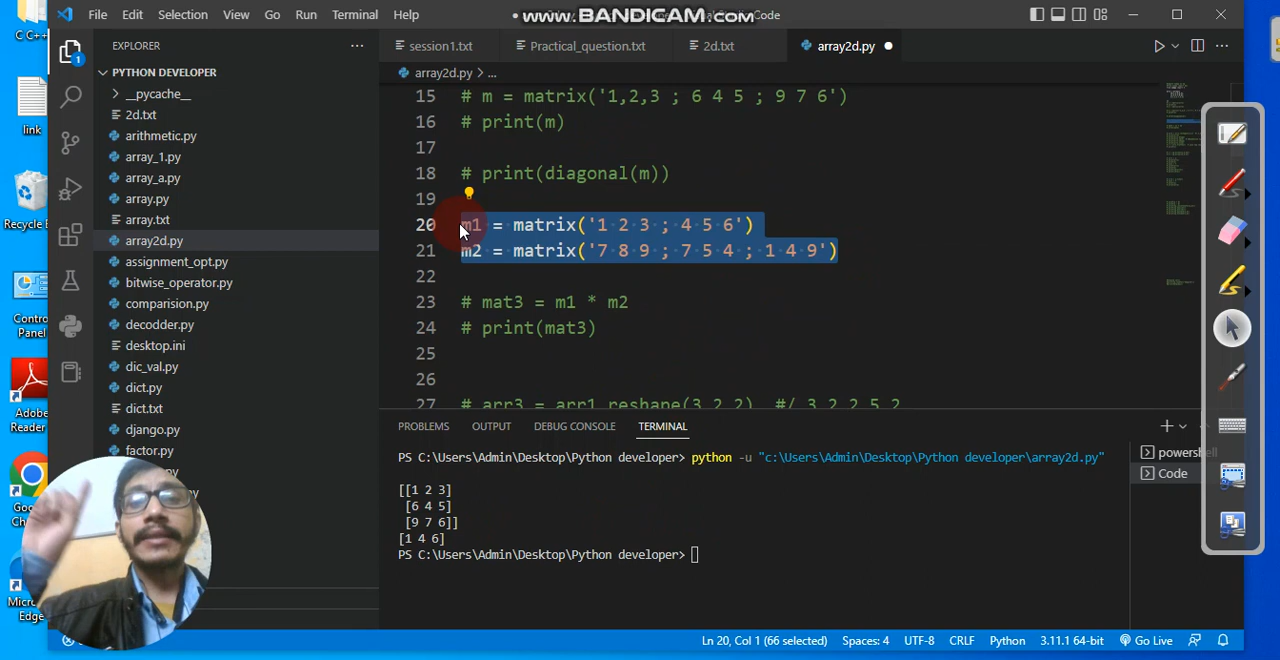 C C++
link
Recycle
Contro
Panel
Adobe
Reader
Goo
Ch
Micr
Edge
File Edit Selection View Go Run Terminal Help
www.BANDICAM.com
Code
EXPLORER
PYTHON DEVELOPER
__pycache__
2d.txt
arithmetic.py
array_1.py
array_a.py
array.py
array.txt
array2d.py
assignment_opt.py
bitwise_operator.py
comparision.py
decoder.py
desktop.ini
dic_val.py
dict.py
dict.txt
django.py
factor.py
session1.txt Practical_question.txt 2d.txt array2d.py
array2d.py > ...
15 # m = matrix('1,2,3 ; 6 4 5 ; 9 7 6')
16 # print(m)
17
18 # print(diagonal(m))
19
20 m1 = matrix('1 2 3 ; 4 5 6')
21 m2 = matrix('7 8 9 ; 7 5 4 ; 1 4 9')
22
23 # mat3 = m1 * m2
24 # print(mat3)
25
26
27 # arr3 = arr1 reshape(3 2 2) #/ 3 2 2 5 2
PROBLEMS OUTPUT DEBUG CONSOLE TERMINAL
PS C:\Users\Admin\Desktop\Python developer> python -u "c:\Users\Admin\Desktop\Python developer\array2d.py"
[[1 2 3]
[6 4 5]
[9 7 6]]
[1 4 6]
PS C:\Users\Admin\Desktop\Python developer>
powershell
Code
Ln 20, Col 1 (66 selected) Spaces: 4 UTF-8 CRLF Python 3.11.1 64-bit Go Live